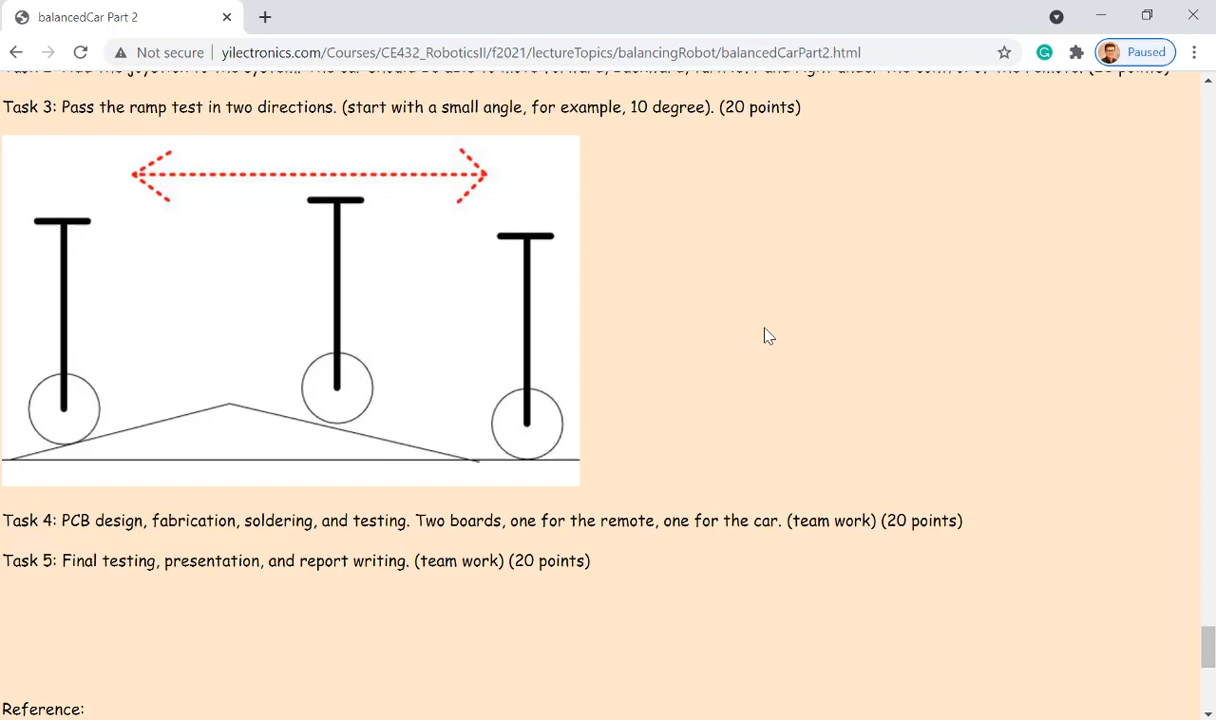 balancedCar Part 2
Not secure
yilectronics.com/Courses/CE432_RoboticsII/f2021/lectureTopics/balancingRobot/balancedCarPart2.html
Paused
Task 3: Pass the ramp test in two directions. (start with a small angle, for example, 10 degree). (20 points)
Task 4: PCB design, fabrication, soldering, and testing. Two boards, one for the remote, one for the car. (team work) (20 points)
Task 5: Final testing, presentation, and report writing. (team work) (20 points)
Reference: